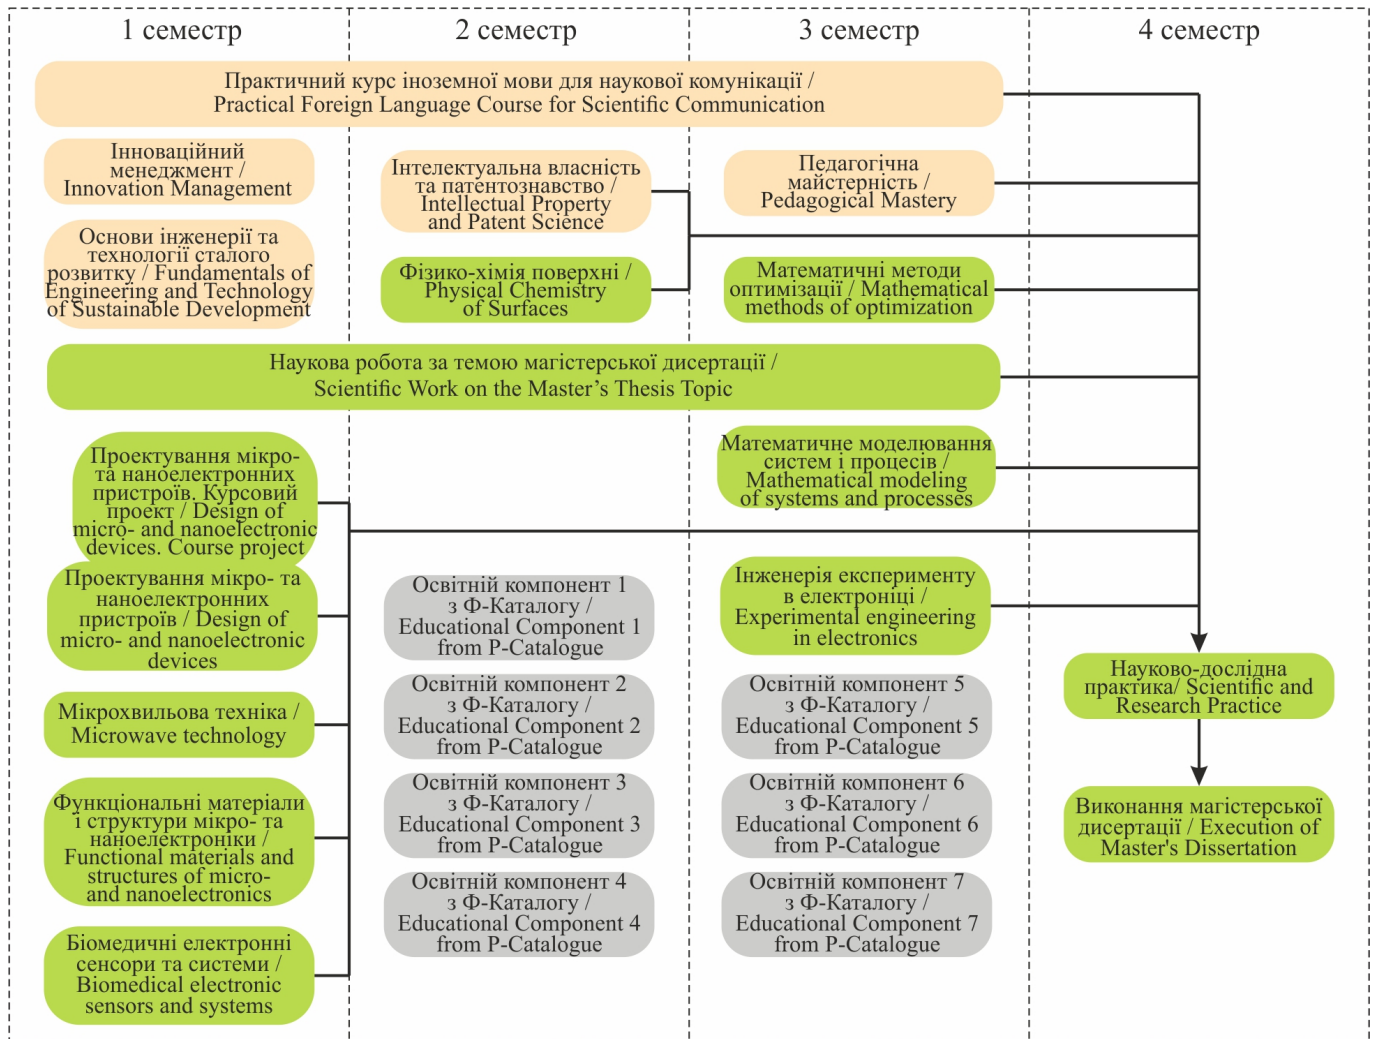 1 семестр
2 семестр
3 семестр
4 семестр
Практичний курс іноземної мови для наукової комунікації /
Practical Foreign Language Course for Scientific Communication
Інноваційний
менеджмент /
Innovation Management
Інтелектуальна власність
та патентознавство /
Intellectual Property
and Patent Science
Педагогічна
майстерність /
Pedagogical Mastery
Основи інженерії та
технології сталого
розвитку / Fundamentals of
Engineering and Technology
of Sustainable Development
Фізико-хімія поверхні /
Physical Chemistry
of Surfaces
Математичні методи
оптимізації / Mathematical
methods of optimization
Наукова робота за темою магістерської дисертації /
Scientific Work on the Master's Thesis Topic
Проектування мікро-
та наноелектронних
пристроїв. Курсовий
проект / Design of
micro- and nanoelectronic
devices. Course project
Математичне моделювання
систем і процесів /
Mathematical modeling
of systems and processes
Проектування мікро- та
наноелектронних
пристроїв / Design of
micro- and nanoelectronic
devices
Освітній компонент 1
з Ф-Каталогу /
Educational Component 1
from P-Catalogue
Інженерія експерименту
в електроніці /
Experimental engineering
in electronics
Науково-дослідна
практика/ Scientific and
Research Practice
Мікрохвильова техніка /
Microwave technology
Освітній компонент 2
з Ф-Каталогу /
Educational Component 2
from P-Catalogue
Освітній компонент 5
з Ф-Каталогу /
Educational Component 5
from P-Catalogue
Функціональні матеріали
і структури мікро- та
наноелектроніки /
Functional materials and
structures of micro-
and nanoelectronics
Освітній компонент 3
з Ф-Каталогу /
Educational Component 3
from P-Catalogue
Освітній компонент 6
з Ф-Каталогу /
Educational Component 6
from P-Catalogue
Виконання магістерської
дисертації / Execution of
Master's Dissertation
Біомедичні електронні
сенсори та системи /
Biomedical electronic
sensors and systems
Освітній компонент 4
з Ф-Каталогу /
Educational Component 4
from P-Catalogue
Освітній компонент 7
з Ф-Каталогу /
Educational Component 7
from P-Catalogue